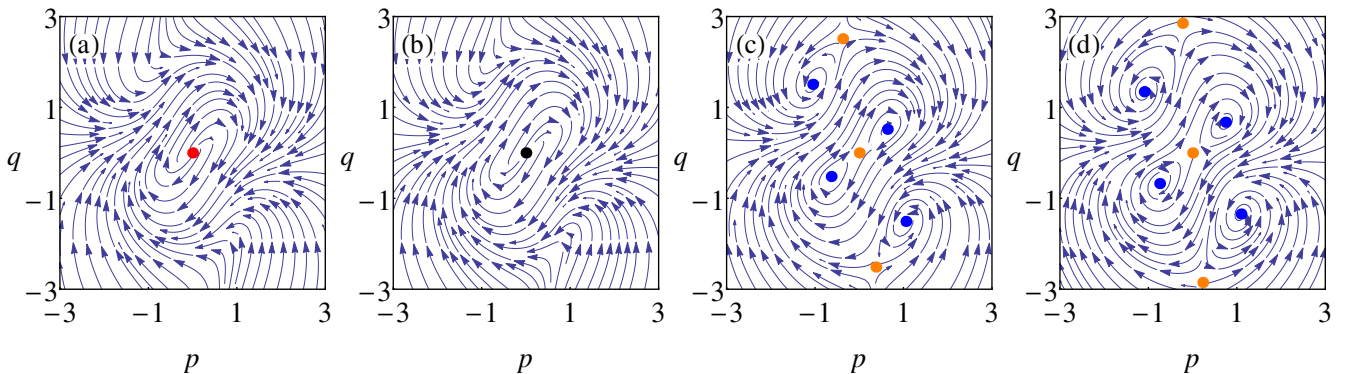 3 3 3 3
(a) (b) (c) (d)
1 1 1 1
q q q q
−1 −1 −1 −1
−3 −3 −3 −3
−3 −1 1 3 −3 −1 1 3 −3 −1 1 3 −3 −1 1 3
p p p p